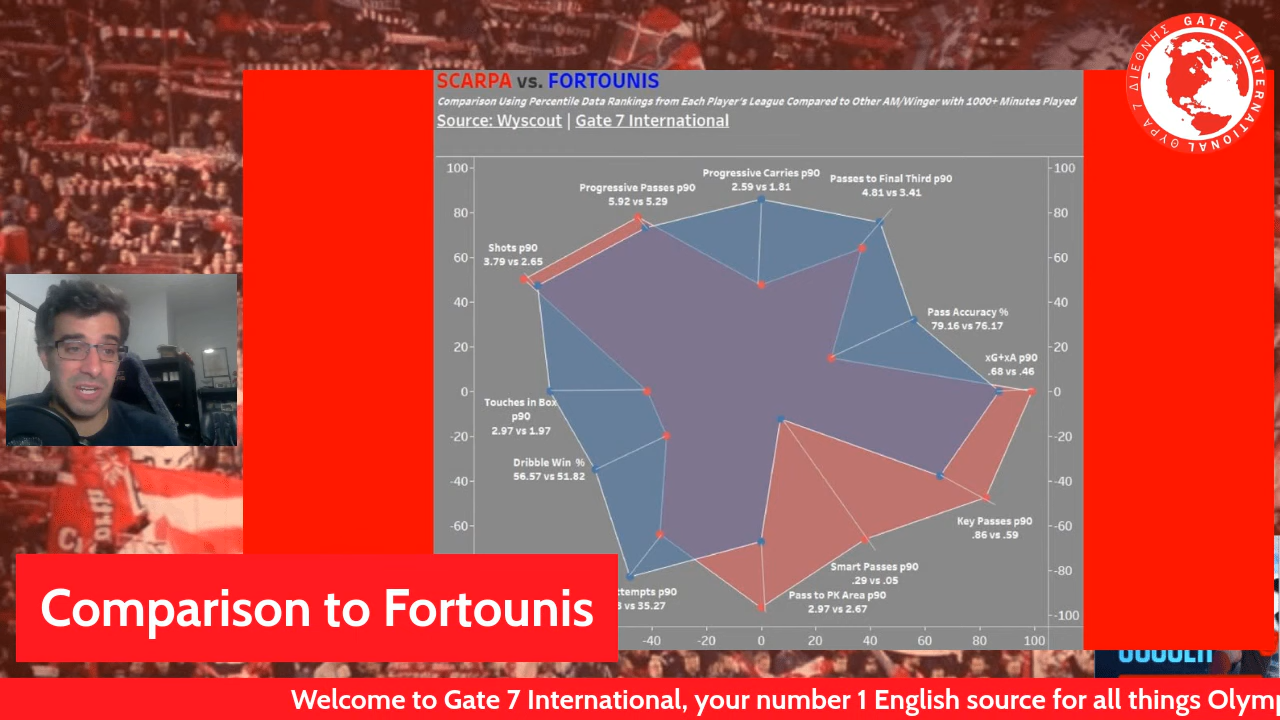 ΘΥΡΑ 7 ΔΙΕΘΝΗΣ GATE 7 INTERNATIONAL
SCARPA vs. FORTOUNIS
Comparison Using Percentile Data Rankings from Each Player's League Compared to Other AM/Winger with 1000+ Minutes Played
Source: Wyscout | Gate 7 International
100 100
Progressive Carries p90
2.59 vs 1.81
Passes to Final Third p90
4.81 vs 3.41
Progressive Passes p90
5.92 vs 5.29
80 80
Shots p90
3.79 vs 2.65
60 60
40 40
Pass Accuracy %
79.16 vs 76.17
20 20
xG+xA p90
.68 vs .46
0 0
Touches in Box
p90
2.97 vs 1.97
-20 -20
Dribble Win %
56.57 vs 51.82
-40 -40
Key Passes p90
.86 vs .59
-60 -60
Smart Passes p90
.29 vs .05
-80
ttempts p90
vs 35.27
Pass to PK Area p90
2.97 vs 2.67
-100
-40 -20 0 20 40 60 80 100
Comparison to Fortounis
SOCCER
Welcome to Gate 7 International, your number 1 English source for all things Olymp